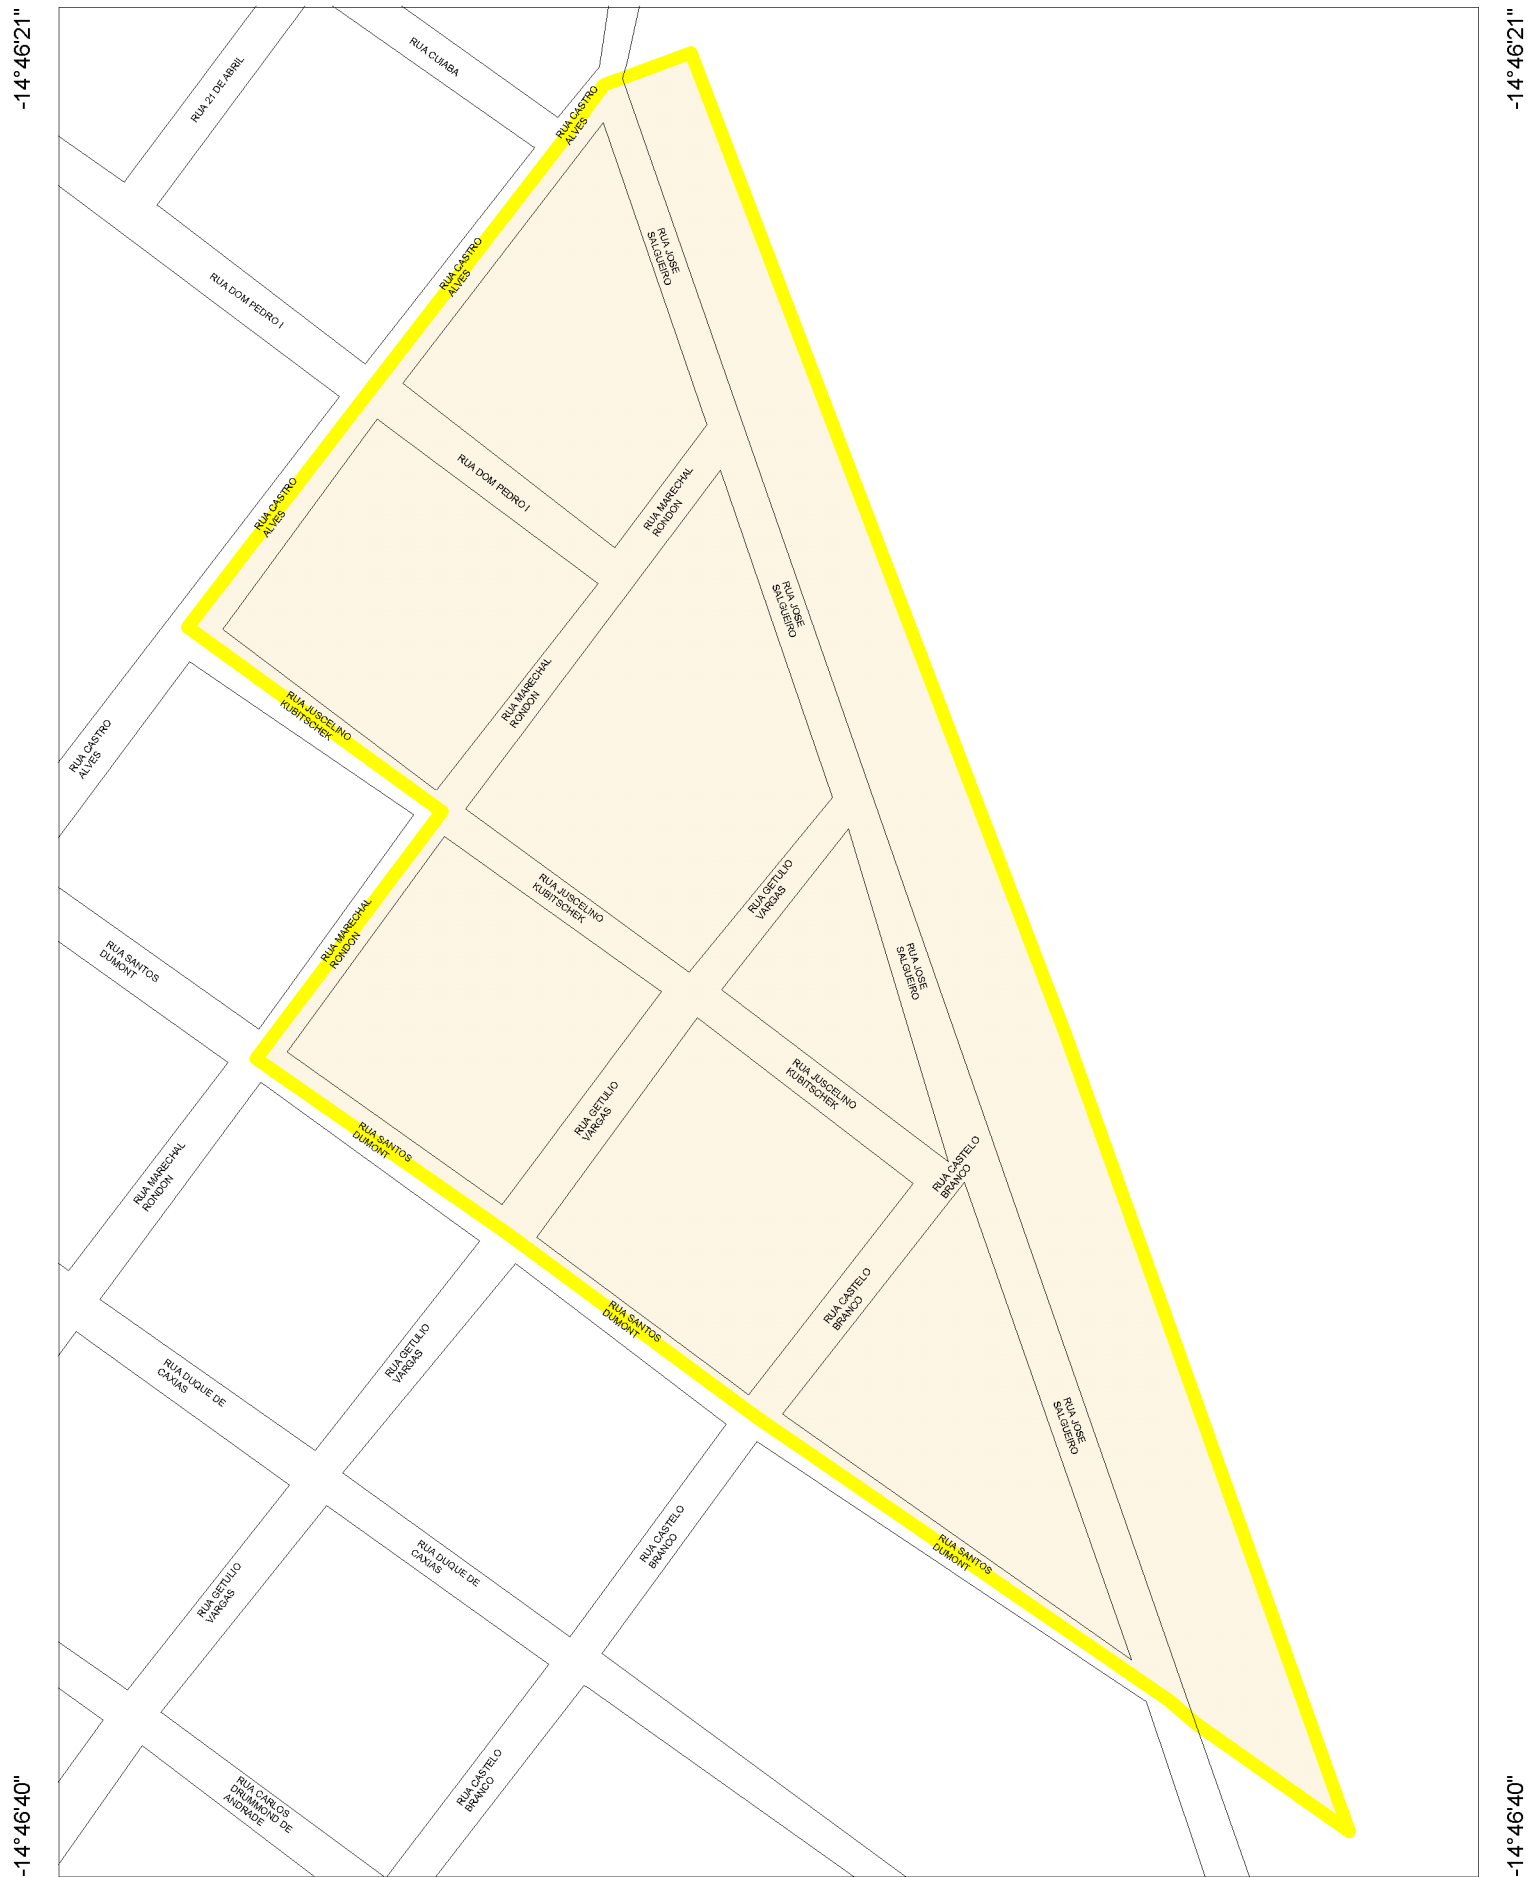 -14°46'21"
-14°46'21"
RUA CUIABA
RUA 21 DE ABRIL
RUA CASTRO
ALVES
RUA JOSE
SALGUEIRO
RUA CASTRO
ALVES
RUA DOM PEDRO I
RUA DOM PEDRO I
RUA MARECHAL
RONDON
RUA CASTRO
ALVES
RUA JOSE
SALGUEIRO
RUA MARECHAL
RONDON
RUA JUSCELINO
KUBITSCHEK
RUA CASTRO
ALVES
RUA GETULIO
VARGAS
RUA JUSCELINO
KUBITSCHEK
RUA MARECHAL
RONDON
RUA SANTOS
DUMONT
RUA JOSE
SALGUEIRO
RUA JUSCELINO
KUBITSCHEK
RUA GETULIO
VARGAS
RUA SANTOS
DUMONT
RUA CASTELO
BRANCO
RUA MARECHAL
RONDON
RUA CASTELO
BRANCO
RUA SANTOS
DUMONT
RUA GETULIO
VARGAS
RUA DUQUE DE
CAXIAS
RUA JOSE
SALGUEIRO
RUA CASTELO
BRANCO
RUA SANTOS
DUMONT
RUA DUQUE DE
CAXIAS
RUA GETULIO
VARGAS
RUA CASTELO
BRANCO
RUA CARLOS
DRUMMOND DE
ANDRADE
-14°46'40"
-14°46'40"